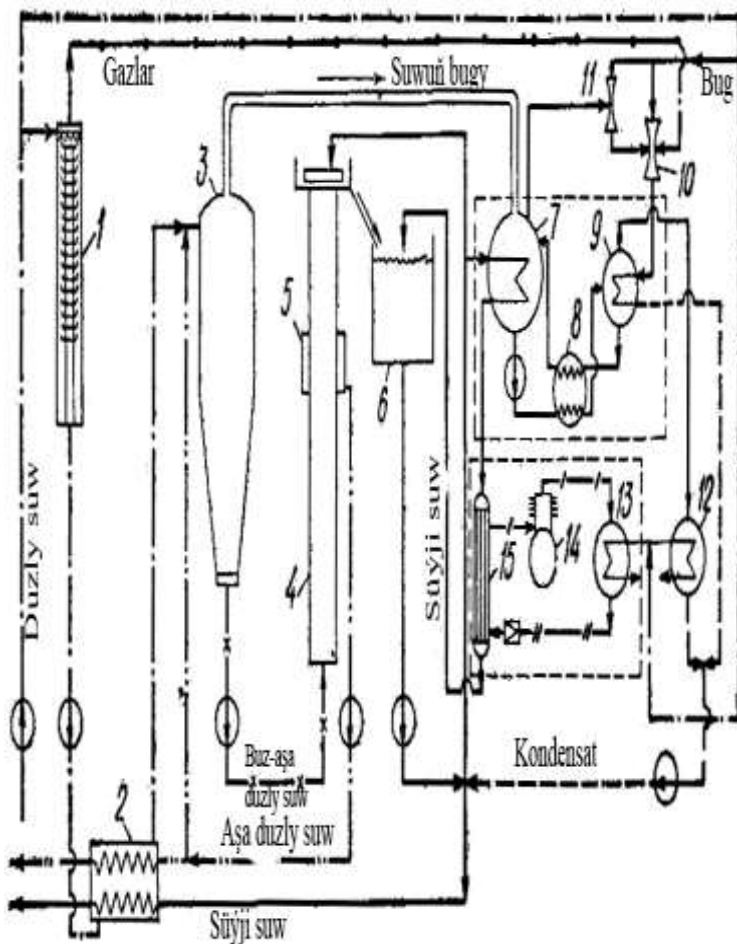 Gazlar
Suwuň bugy
Bug
11
10
3
1
7
9
5
8
6
Duzly suw
Süýji suw
13
12
14
15
4
Kondensat
Buz-aşa
duzly suw
2
Aşa duzly suw
Süýji suw